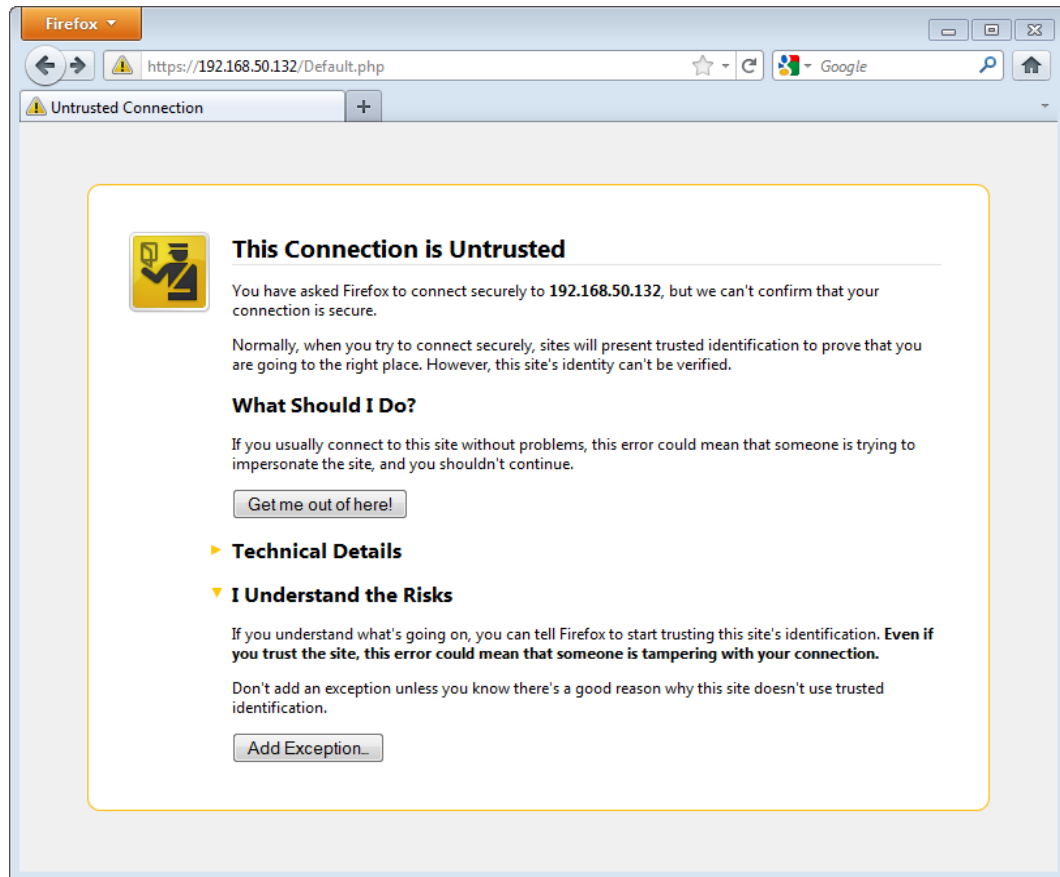 Firefox
https://192.168.50.132/Default.php
Google
Untrusted Connection
This Connection is Untrusted
You have asked Firefox to connect securely to 192.168.50.132, but we can't confirm that your
connection is secure.
Normally, when you try to connect securely, sites will present trusted identification to prove that you
are going to the right place. However, this site's identity can't be verified.
What Should I Do?
If you usually connect to this site without problems, this error could mean that someone is trying to
impersonate the site, and you shouldn't continue.
Get me out of here!
Technical Details
I Understand the Risks
If you understand what's going on, you can tell Firefox to start trusting this site's identification. Even if
you trust the site, this error could mean that someone is tampering with your connection.
Don't add an exception unless you know there's a good reason why this site doesn't use trusted
identification.
Add Exception...